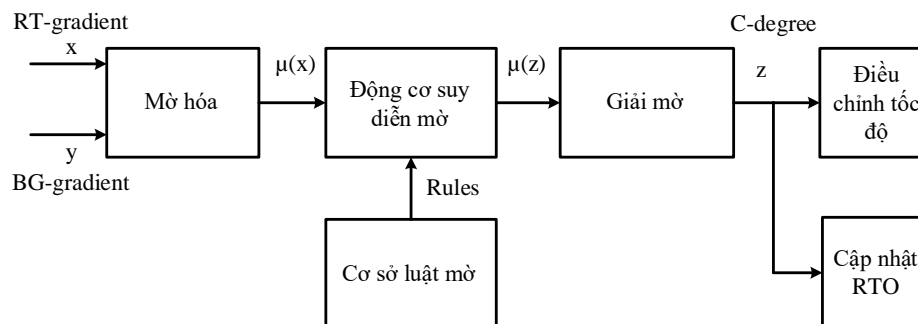 RT-gradient
x
y
BG-gradient
Mờ hóa
µ(x)
Động cơ suy
diễn mờ
µ(z)
Giải mờ
C-degree
z
Điều
chỉnh tốc
độ
Rules
Cơ sở luật mờ
Cập nhật
RTO